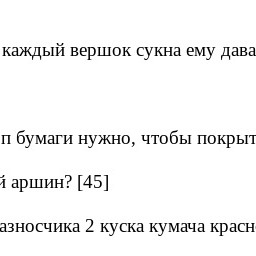 каждый вершок сукна ему дава
п бумаги нужно, чтобы покрыт
й аршин? [45]
азносчика 2 куска кумача красн